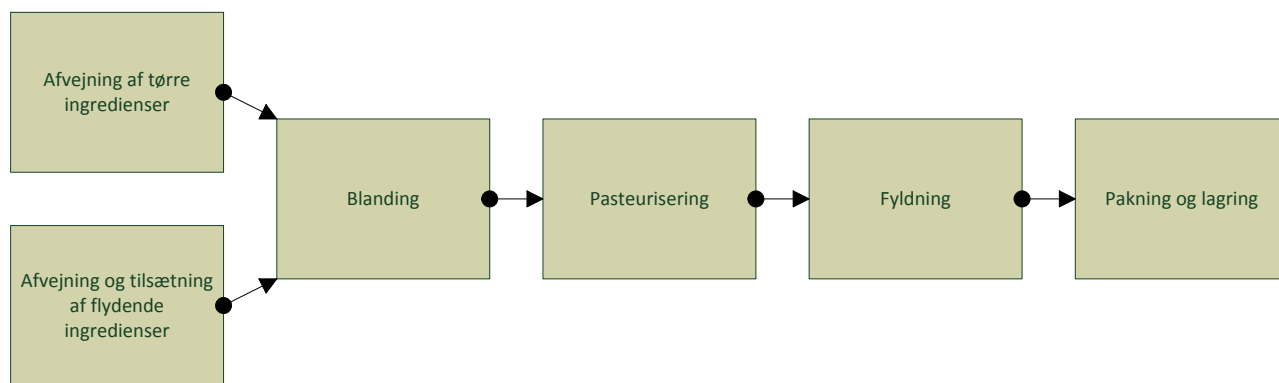 Afvejning af tørre
ingredienser
Afvejning og tilsætning
af flydende
ingredienser
Blanding
Pasteurisering
Fyldning
Pakning og lagring